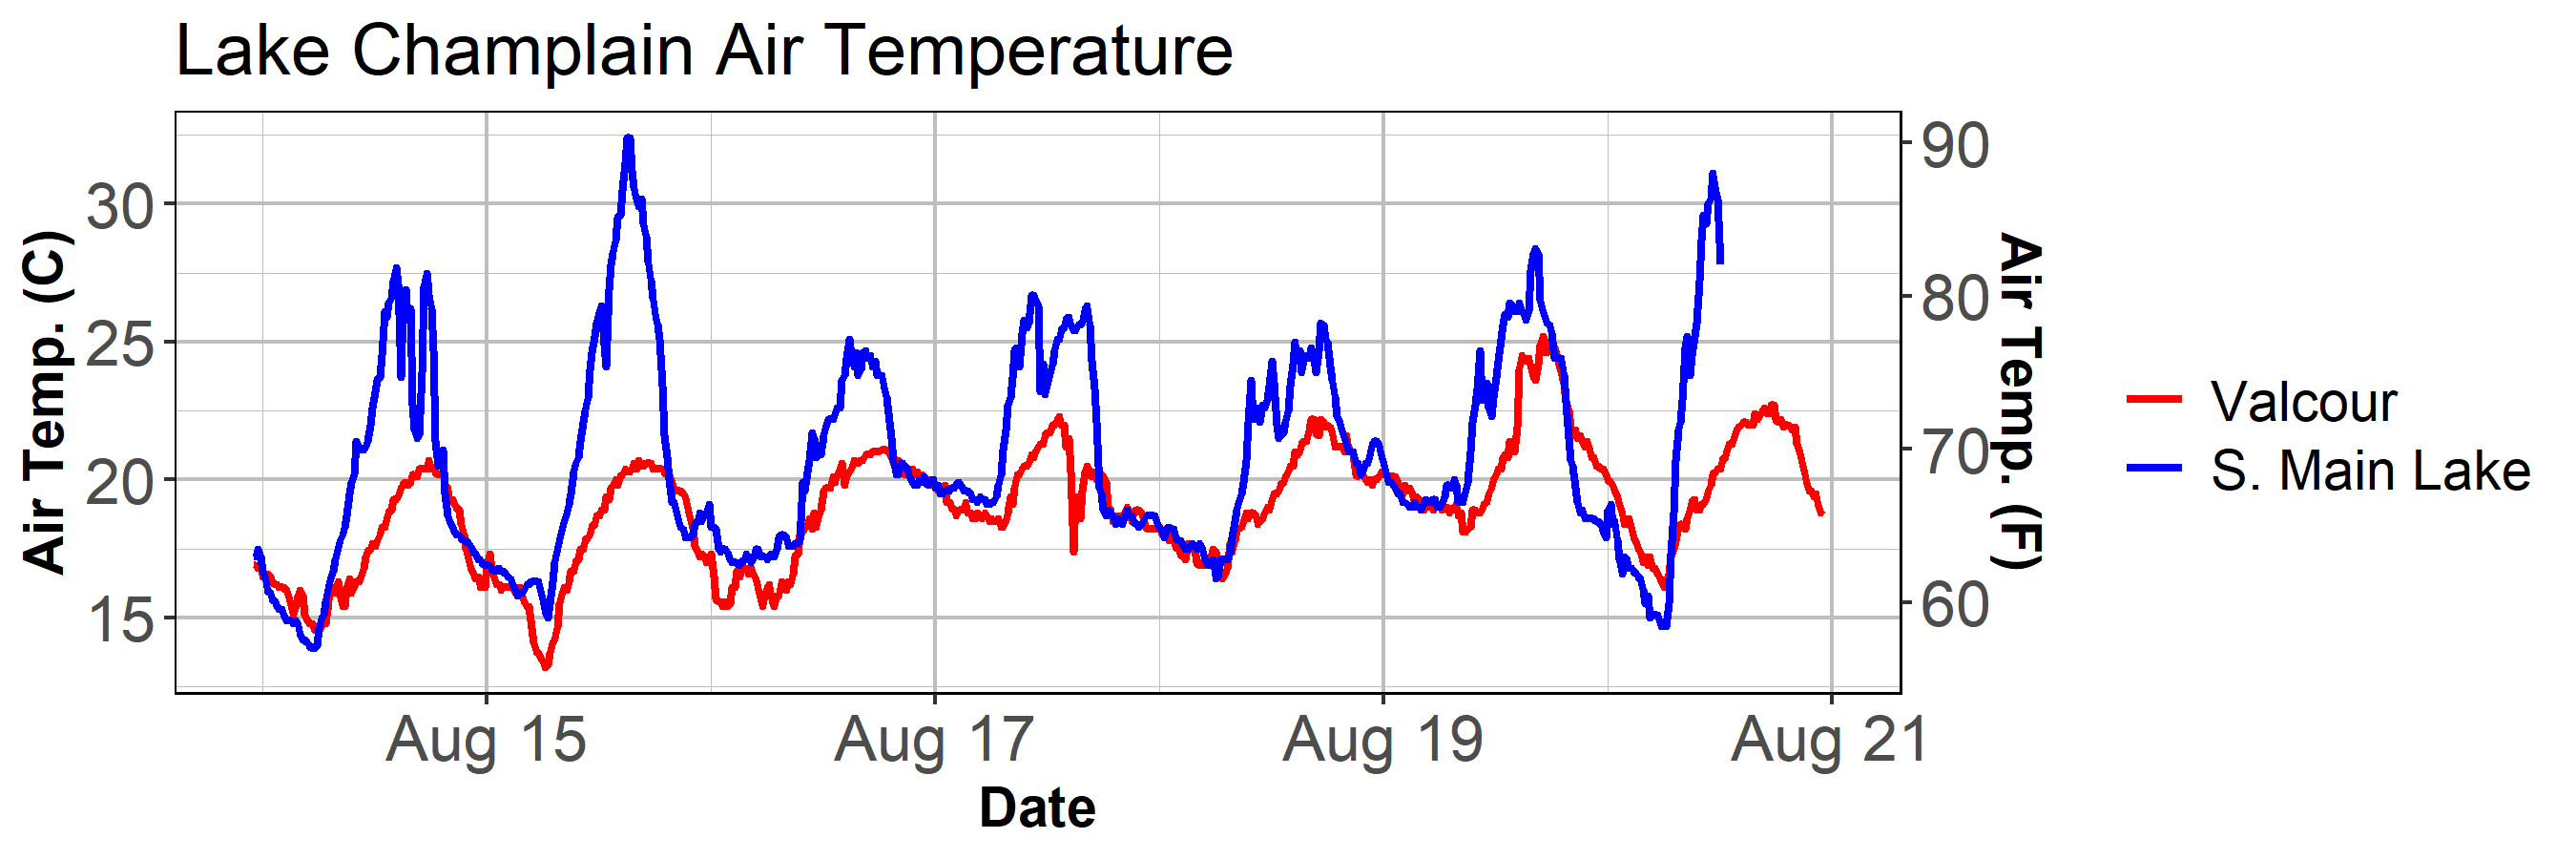 Lake Champlain Air Temperature
Air Temp. (C)
30
25
20
15
90
80
70
60
Air Temp. (F)
Aug 15 Aug 17 Aug 19 Aug 21
Date
Valcour
S. Main Lake